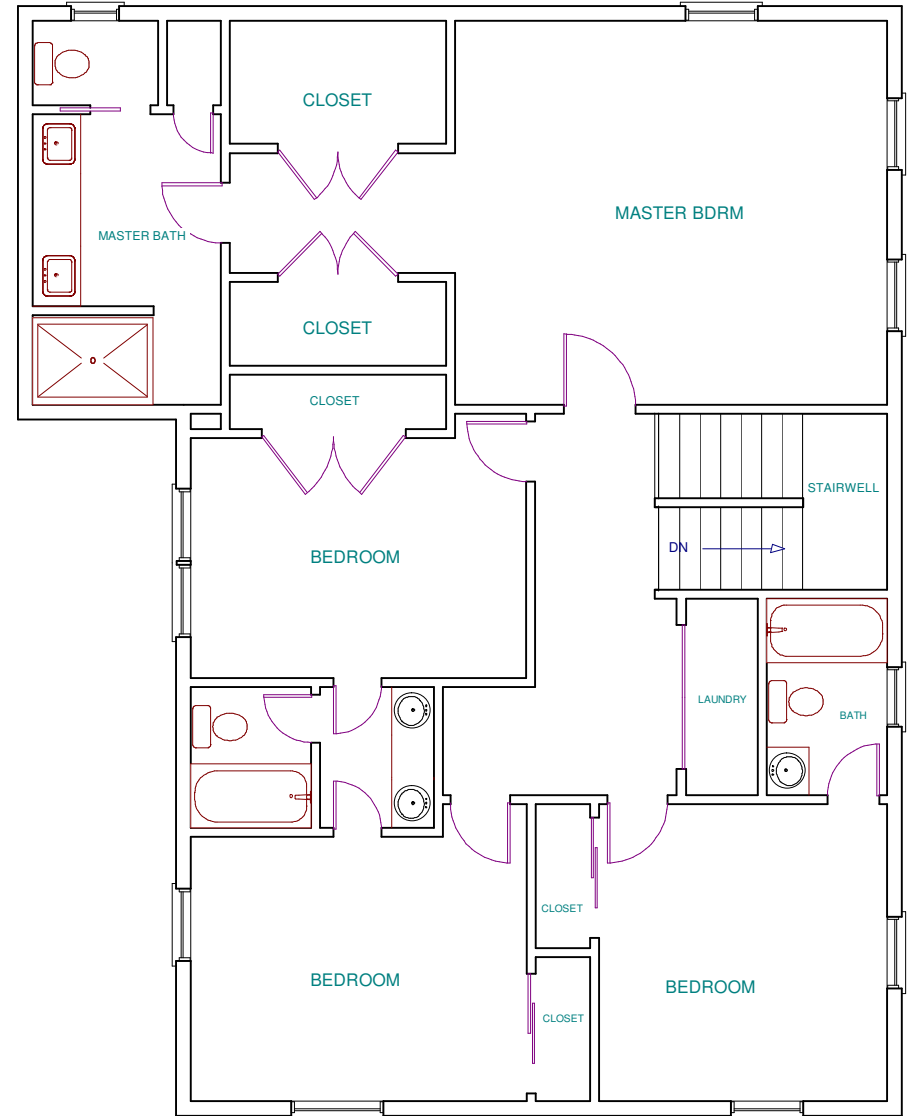 CLOSET
MASTER BDRM
MASTER BATH
CLOSET
CLOSET
STAIRWELL
DN
BEDROOM
LAUNDRY
BATH
CLOSET
BEDROOM
BEDROOM
CLOSET